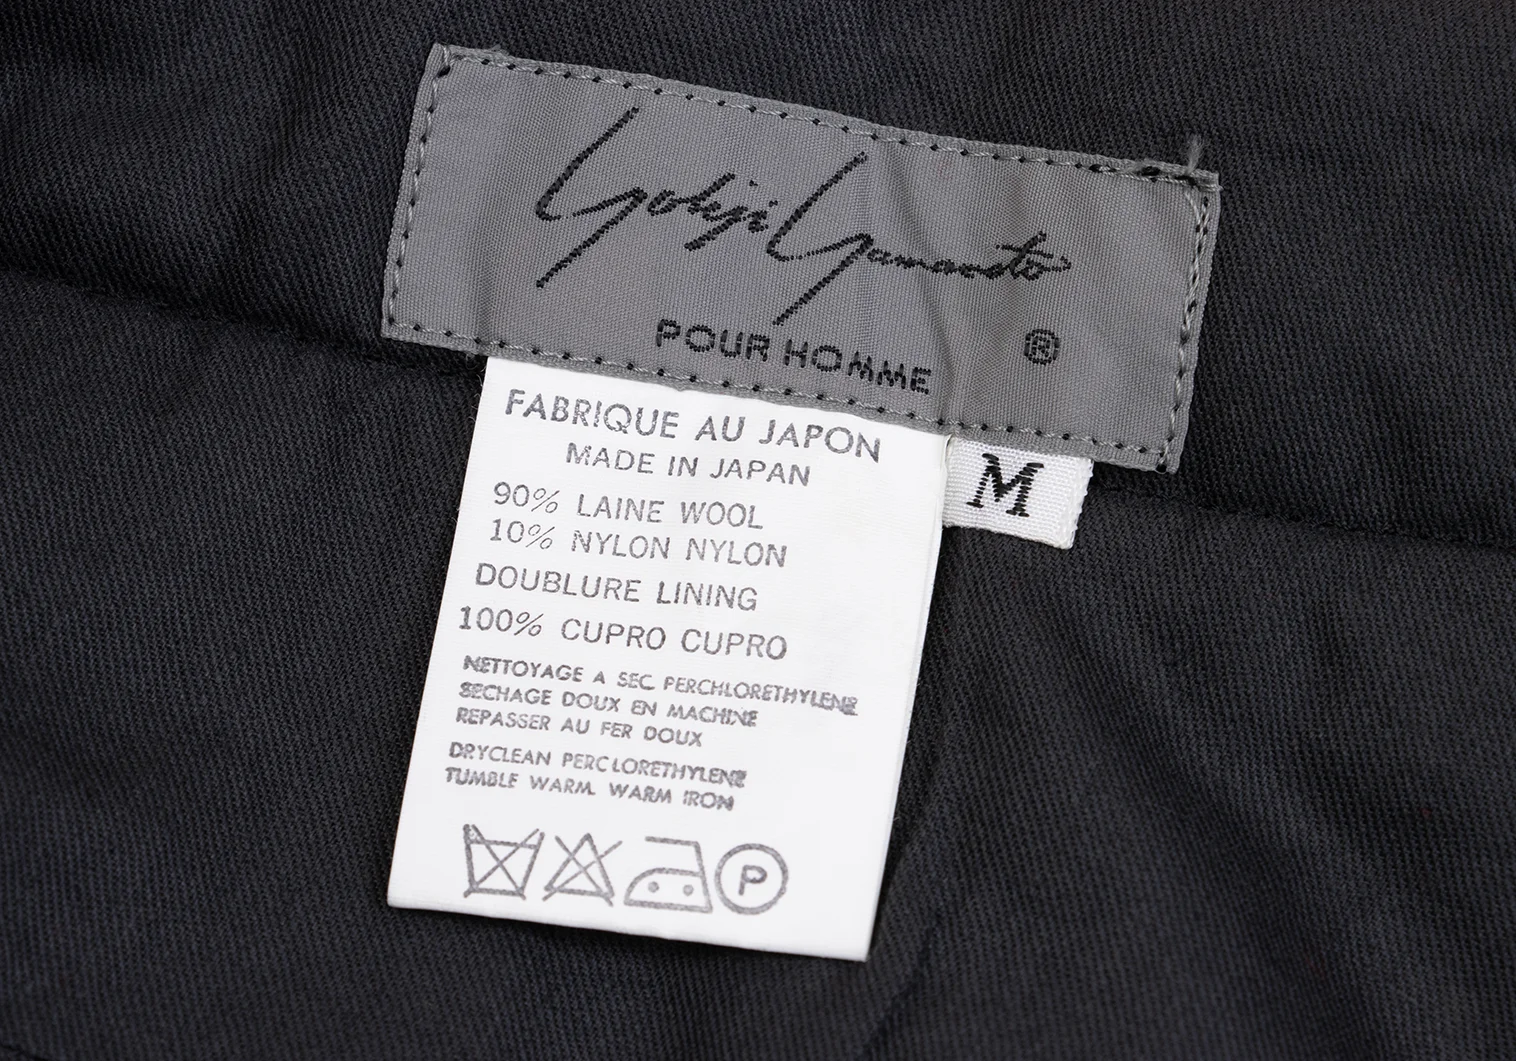 Yohji Yamamoto
POUR HOMME ®
FABRIQUE AU JAPON
MADE IN JAPAN
M
90% LAINE WOOL
10% NYLON NYLON
DOUBLURE LINING
100% CUPRO CUPRO
NETTOYAGE A SEC PERCHLORETHYLENE
SECHAGE DOUX EN MACHINE
REPASSER AU FER DOUX
DRYCLEAN PERCLORETHYLENE
TUMBLE WARM. WARM IRON
P